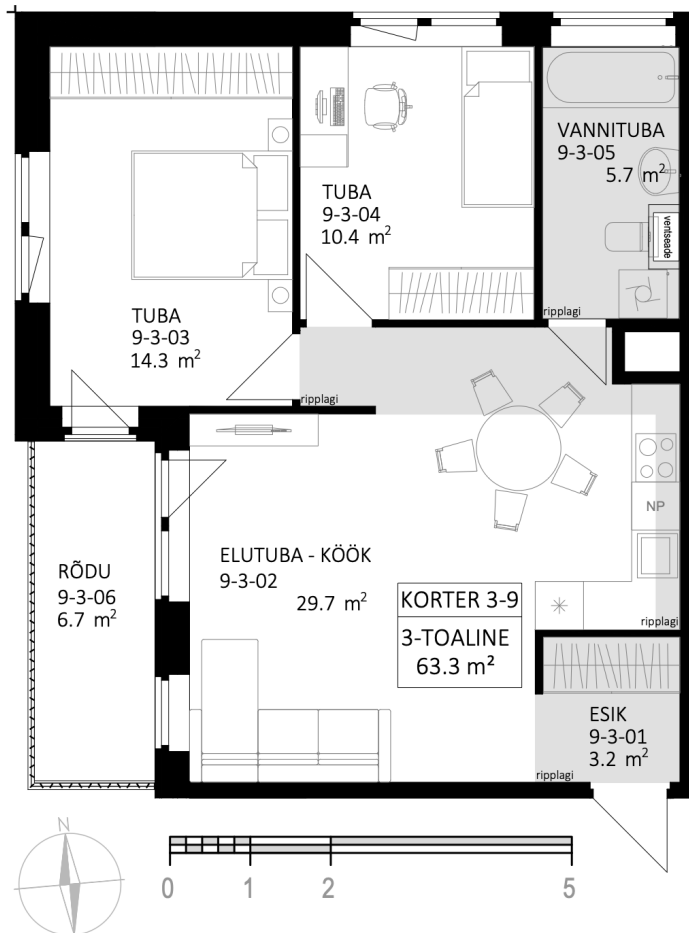 VANNITUBA
9-3-05
5.7 m²
ventseade
TUBA
9-3-04
10.4 m²
ripplagi
TUBA
9-3-03
14.3 m²
ripplagi
NP
ELUTUBA - KÖÖK
9-3-02
29.7 m²
RÕDU
9-3-06
6.7 m²
KORTER 3-9
3-TOALINE
63.3 m²
ripplagi
ESIK
9-3-01
3.2 m²
ripplagi
N
0 1 2 5